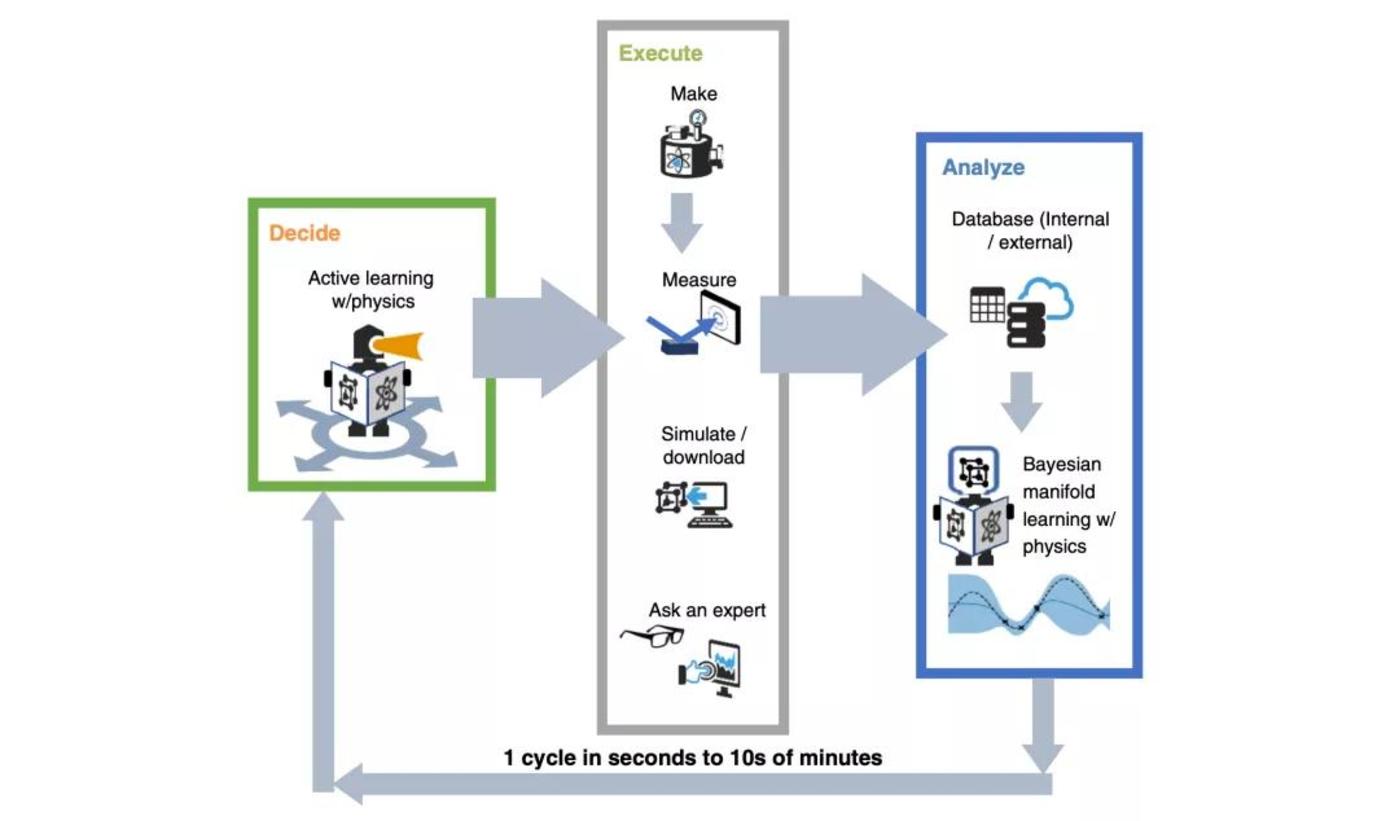 Decide
Active learning
w/physics
Execute
Make
Measure
Simulate /
download
Ask an expert
Analyze
Database (Internal
/ external)
Bayesian
manifold
learning w/
physics
1 cycle in seconds to 10s of minutes